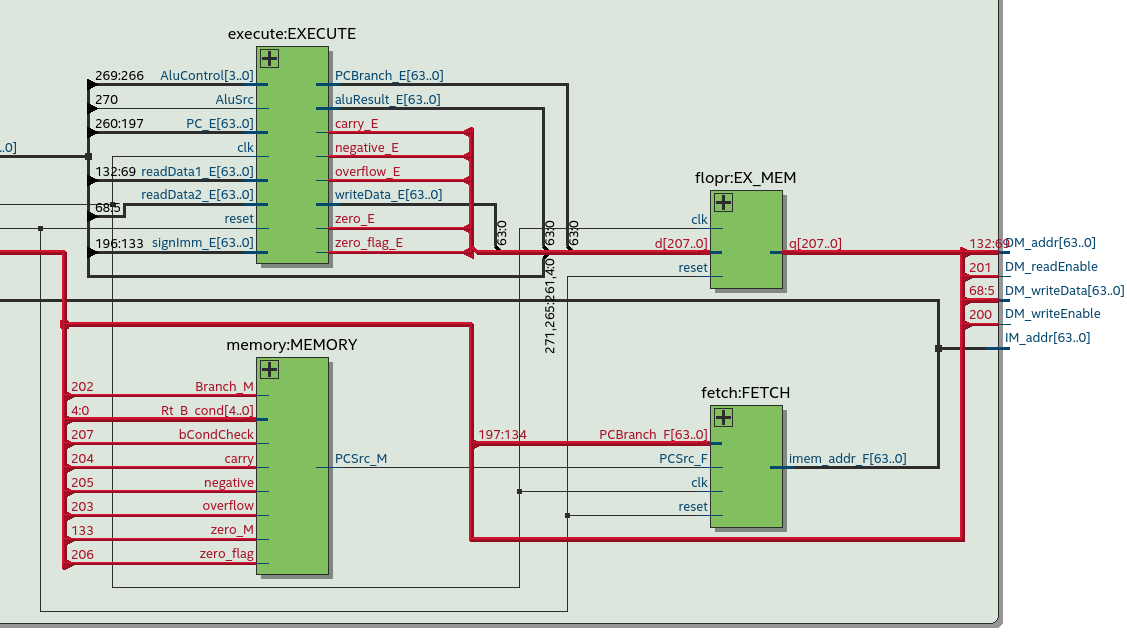 execute:EXECUTE
269:266 AluControl[3..0] PCBranch_E[63..0]
270 AluSrc aluResult_E[63..0]
260:197 PC_E[63..0] carry_E
..0] clk negative_E
132:69 readData1_E[63..0] overflow_E
readData2_E[63..0] writeData_E[63..0]
68:5
reset zero_E
196:133 signImm_E[63..0] zero_flag_E
63:0
63:0
63:0
271,265:261,4:0
flopr:EX_MEM
clk
d[207..0] q[207..0]
reset
132:69 DM_addr[63..0]
201 DM_readEnable
68:5 DM_writeData[63..0]
200 DM_writeEnable
IM_addr[63..0]
memory:MEMORY
202 Branch_M
4:0 Rt_B_cond[4..0]
207 bCondCheck
204 carry PCSrc_M
205 negative
203 overflow
133 zero_M
206 zero_flag
fetch:FETCH
197:134 PCBranch_F[63..0]
PCSrc_F imem_addr_F[63..0]
clk
reset